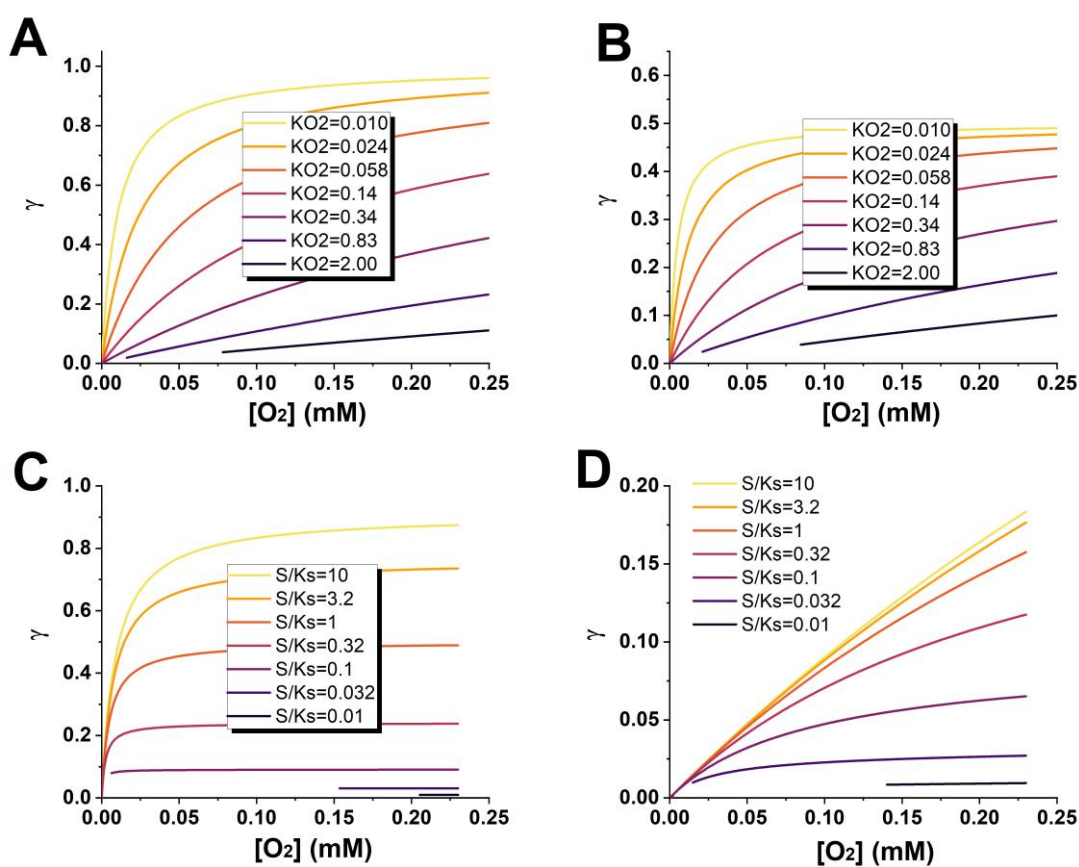 A
γ
1.0
0.8
0.6
0.4
0.2
0.0
KO2=0.010
KO2=0.024
KO2=0.058
KO2=0.14
KO2=0.34
KO2=0.83
KO2=2.00
0.00 0.05 0.10 0.15 0.20 0.25
[O₂] (mM)
B
γ
0.6
0.5
0.4
0.3
0.2
0.1
0.0
KO2=0.010
KO2=0.024
KO2=0.058
KO2=0.14
KO2=0.34
KO2=0.83
KO2=2.00
0.00 0.05 0.10 0.15 0.20 0.25
[O₂] (mM)
C
γ
1.0
0.8
0.6
0.4
0.2
0.0
S/Ks=10
S/Ks=3.2
S/Ks=1
S/Ks=0.32
S/Ks=0.1
S/Ks=0.032
S/Ks=0.01
0.00 0.05 0.10 0.15 0.20 0.25
[O₂] (mM)
D
γ
0.20
0.15
0.10
0.05
0.00
S/Ks=10
S/Ks=3.2
S/Ks=1
S/Ks=0.32
S/Ks=0.1
S/Ks=0.032
S/Ks=0.01
0.00 0.05 0.10 0.15 0.20 0.25
[O₂] (mM)